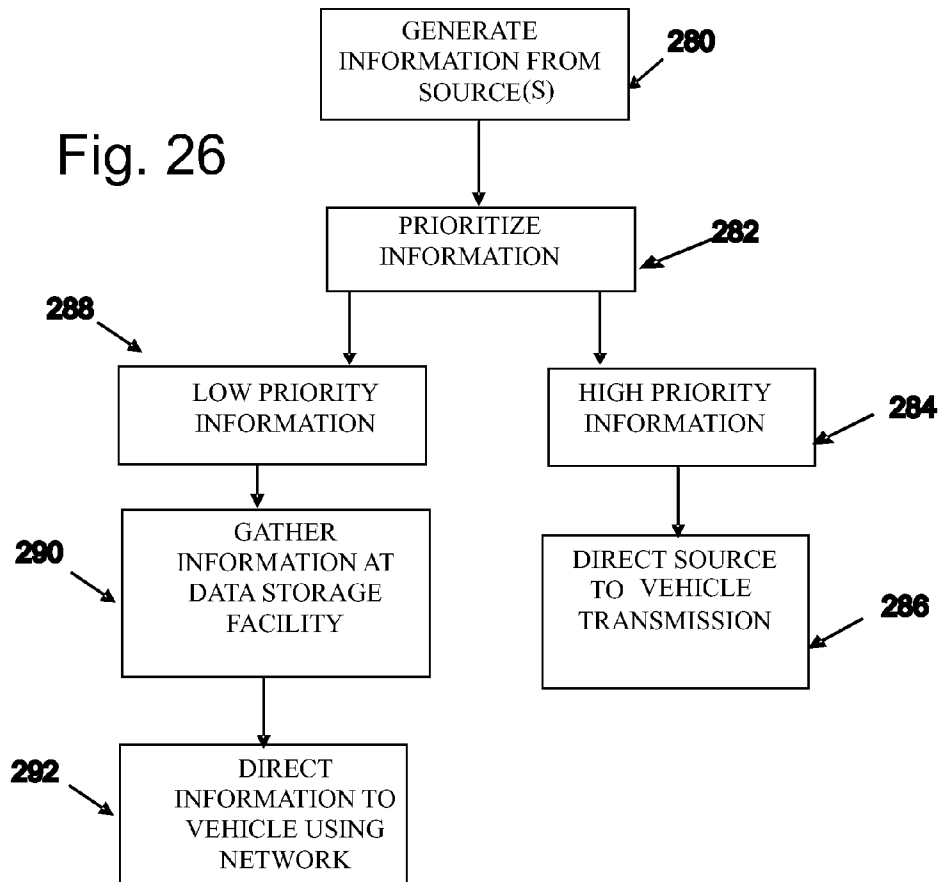 GENERATE
INFORMATION FROM
SOURCE(S)
280
Fig. 26
PRIORITIZE
INFORMATION
282
288
LOW PRIORITY
INFORMATION
HIGH PRIORITY
INFORMATION
284
290
GATHER
INFORMATION AT
DATA STORAGE
FACILITY
DIRECT SOURCE
TO VEHICLE
TRANSMISSION
286
292
DIRECT
INFORMATION TO
VEHICLE USING
NETWORK